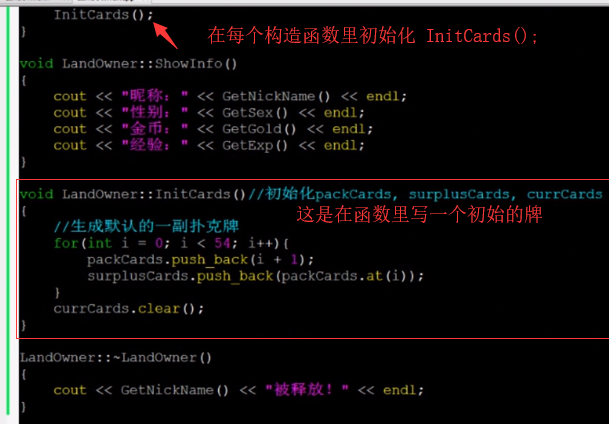 InitCards();
在每个构造函数里初始化 InitCards();
}
void LandOwner::ShowInfo()
{
cout << "昵称：" << GetNickName() << endl;
cout << "性别：" << GetSex() << endl;
cout << "金币：" << GetGold() << endl;
cout << "经验：" << GetExp() << endl;
}
void LandOwner::InitCards()//初始化packCards, surplusCards, currCards
{
这是在函数里写一个初始的牌
//生成默认的一副扑克牌
for(int i = 0; i < 54; i++){
packCards.push_back(i + 1);
surplusCards.push_back(packCards.at(i));
}
currCards.clear();
}
LandOwner::~LandOwner()
{
cout << GetNickName() << "被释放！" << endl;
}